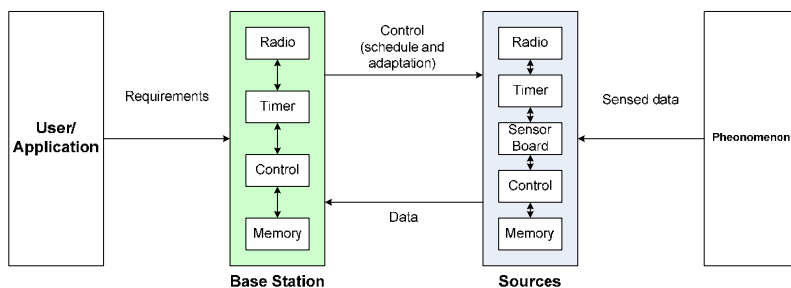 User/
Application
Requirements
Radio
Timer
Control
Memory
Base Station
Control
(schedule and
adaptation)
Data
Radio
Timer
Sensor
Board
Control
Memory
Sources
Sensed data
Pheonomenon